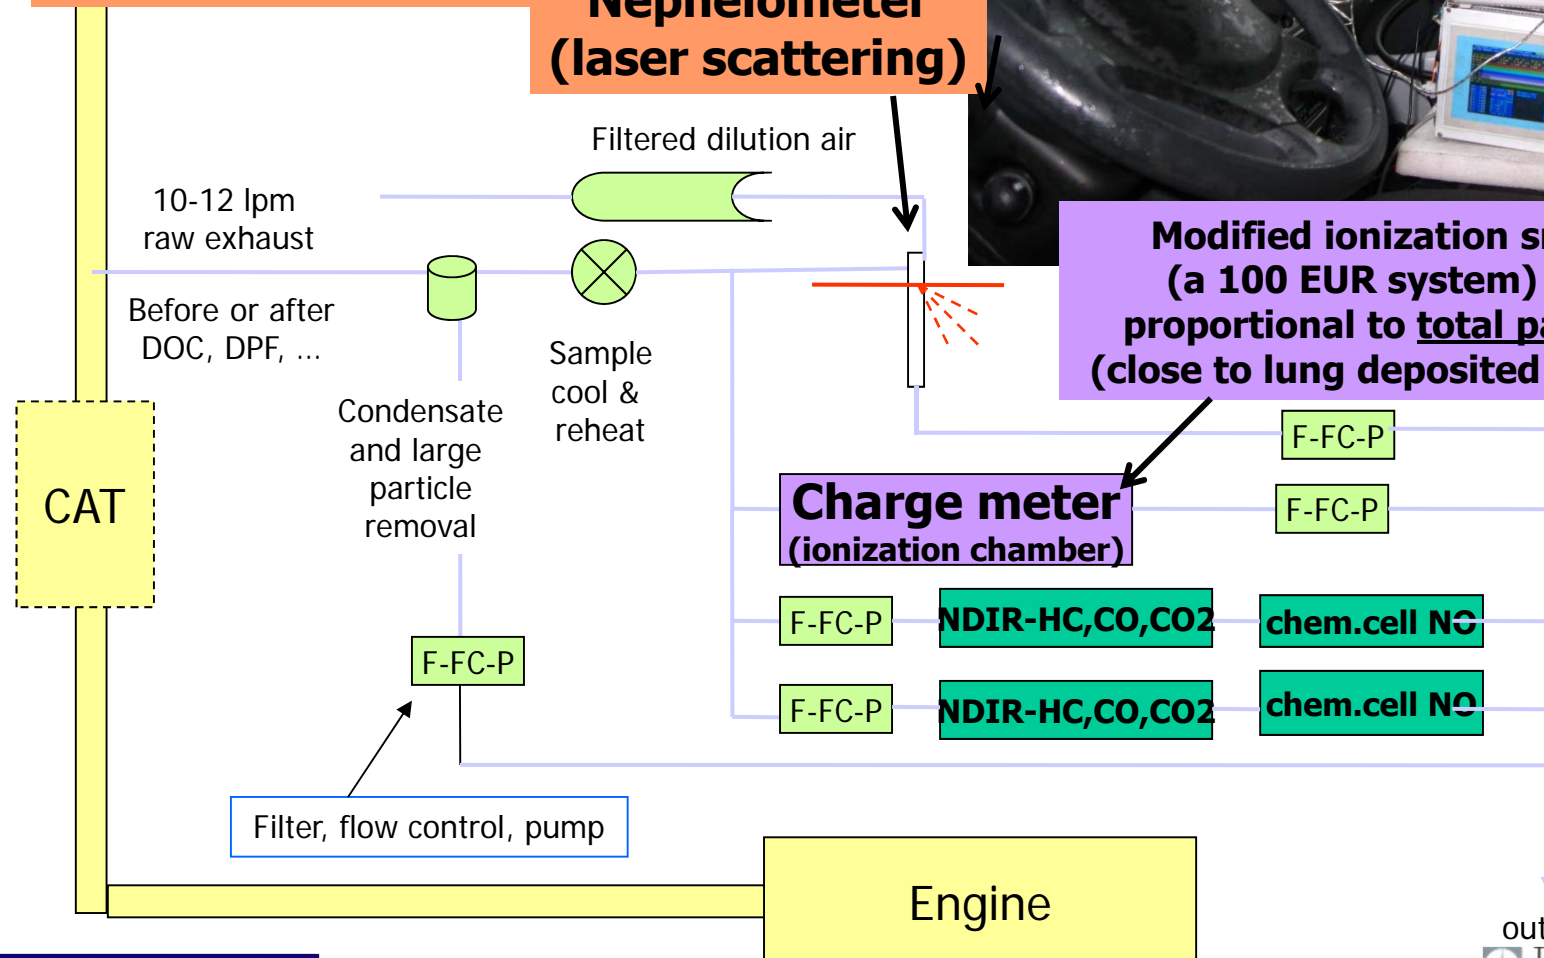 Nephelometer
(laser scattering)
Filtered dilution air
10-12 lpm
raw exhaust
Before or after
DOC, DPF, ...
Modified ionization
(a 100 EUR system)
proportional to total
(close to lung deposited
Sample
cool &
reheat
Condensate
and large
particle
removal
CAT
F-FC-P
Charge meter
(ionization chamber)
F-FC-P
F-FC-P
NDIR-HC,CO,CO2
chem.cell NO
F-FC-P
F-FC-P
NDIR-HC,CO,CO2
chem.cell NO
Filter, flow control, pump
Engine
out